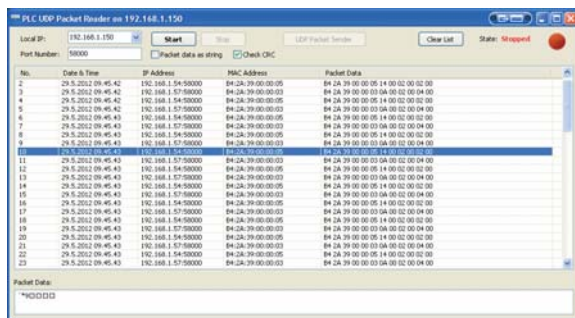 PLC UDP Packet Reader on 192.168.1.150
Local IP: 192.168.1.150 Start Stop UDP Packet Sender Clear List State: Stopped
Port Number: 58000 Packet data as string Check CRC
No. Date & Time IP Address MAC Address Packet Data
2 29.5.2012 09.45.42 192.168.1.54:58000 B4:2A:39:00:00:05 B4 2A 39 00 00 05 14 00 02 00 02 00
3 29.5.2012 09.45.42 192.168.1.57:58000 B4:2A:39:00:00:03 B4 2A 39 00 00 03 0A 00 02 00 04 00
4 29.5.2012 09.45.42 192.168.1.54:58000 B4:2A:39:00:00:05 B4 2A 39 00 00 05 14 00 02 00 02 00
5 29.5.2012 09.45.42 192.168.1.57:58000 B4:2A:39:00:00:03 B4 2A 39 00 00 03 0A 00 02 00 04 00
6 29.5.2012 09.45.43 192.168.1.54:58000 B4:2A:39:00:00:05 B4 2A 39 00 00 05 14 00 02 00 02 00
7 29.5.2012 09.45.43 192.168.1.57:58000 B4:2A:39:00:00:03 B4 2A 39 00 00 03 0A 00 02 00 04 00
8 29.5.2012 09.45.43 192.168.1.54:58000 B4:2A:39:00:00:05 B4 2A 39 00 00 05 14 00 02 00 02 00
9 29.5.2012 09.45.43 192.168.1.57:58000 B4:2A:39:00:00:03 B4 2A 39 00 00 03 0A 00 02 00 04 00
10 29.5.2012 09.45.43 192.168.1.54:58000 B4:2A:39:00:00:05 B4 2A 39 00 00 05 14 00 02 00 02 00
11 29.5.2012 09.45.43 192.168.1.57:58000 B4:2A:39:00:00:03 B4 2A 39 00 00 03 0A 00 02 00 04 00
12 29.5.2012 09.45.43 192.168.1.54:58000 B4:2A:39:00:00:05 B4 2A 39 00 00 05 14 00 02 00 02 00
13 29.5.2012 09.45.43 192.168.1.57:58000 B4:2A:39:00:00:03 B4 2A 39 00 00 03 0A 00 02 00 04 00
14 29.5.2012 09.45.43 192.168.1.54:58000 B4:2A:39:00:00:05 B4 2A 39 00 00 05 14 00 02 00 02 00
15 29.5.2012 09.45.43 192.168.1.57:58000 B4:2A:39:00:00:03 B4 2A 39 00 00 03 0A 00 02 00 04 00
16 29.5.2012 09.45.43 192.168.1.54:58000 B4:2A:39:00:00:05 B4 2A 39 00 00 05 14 00 02 00 02 00
17 29.5.2012 09.45.43 192.168.1.57:58000 B4:2A:39:00:00:03 B4 2A 39 00 00 03 0A 00 02 00 04 00
18 29.5.2012 09.45.43 192.168.1.54:58000 B4:2A:39:00:00:05 B4 2A 39 00 00 05 14 00 02 00 02 00
19 29.5.2012 09.45.43 192.168.1.57:58000 B4:2A:39:00:00:03 B4 2A 39 00 00 03 0A 00 02 00 04 00
20 29.5.2012 09.45.43 192.168.1.54:58000 B4:2A:39:00:00:05 B4 2A 39 00 00 05 14 00 02 00 02 00
21 29.5.2012 09.45.43 192.168.1.57:58000 B4:2A:39:00:00:03 B4 2A 39 00 00 03 0A 00 02 00 04 00
22 29.5.2012 09.45.43 192.168.1.54:58000 B4:2A:39:00:00:05 B4 2A 39 00 00 05 14 00 02 00 02 00
23 29.5.2012 09.45.43 192.168.1.57:58000 B4:2A:39:00:00:03 B4 2A 39 00 00 03 0A 00 02 00 04 00
Packet Data: